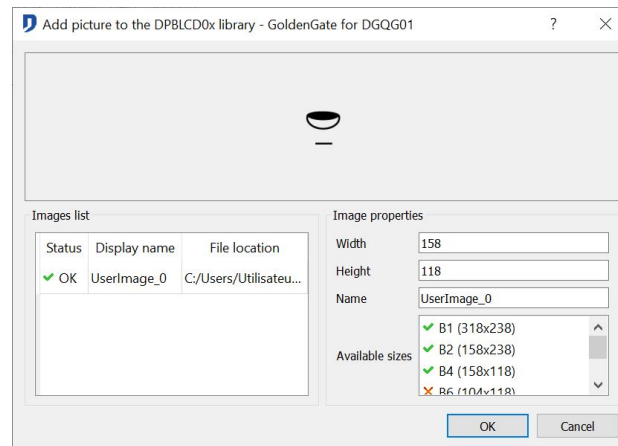 Add picture to the DPBLCD0x library - GoldenGate for DGQG01
Images list
Status Display name File location
OK UserImage_0 C:/Users/Utilisateu...
Image properties
Width 158
Height 118
Name UserImage_0
Available sizes
B1 (318x238)
B2 (158x238)
B4 (158x118)
B6 (104x118)
OK Cancel